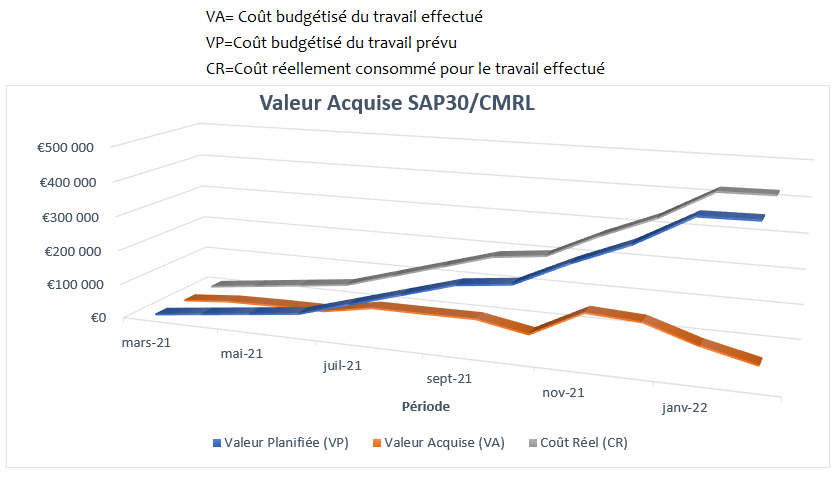 VA= Coût budgétisé du travail effectué
VP=Coût budgétisé du travail prévu
CR=Coût réellement consommé pour le travail effectué
Valeur Acquise SAP30/CMRL
€500 000
€400 000
€300 000
€200 000
€100 000
€0
mars-21
mai-21
juil-21
sept-21
nov-21
janv-22
Période
Valeur Planifiée (VP) Valeur Acquise (VA) Coût Réel (CR)